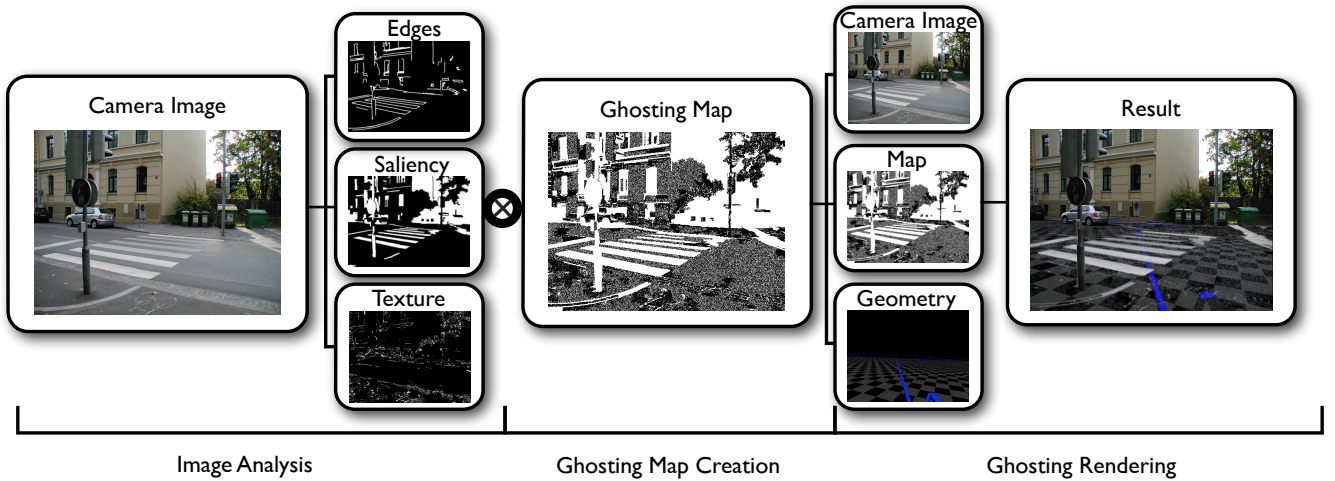 Camera Image
Edges
Saliency
Texture
Ghosting Map
Camera Image
Map
Geometry
Result
Image Analysis
Ghosting Map Creation
Ghosting Rendering